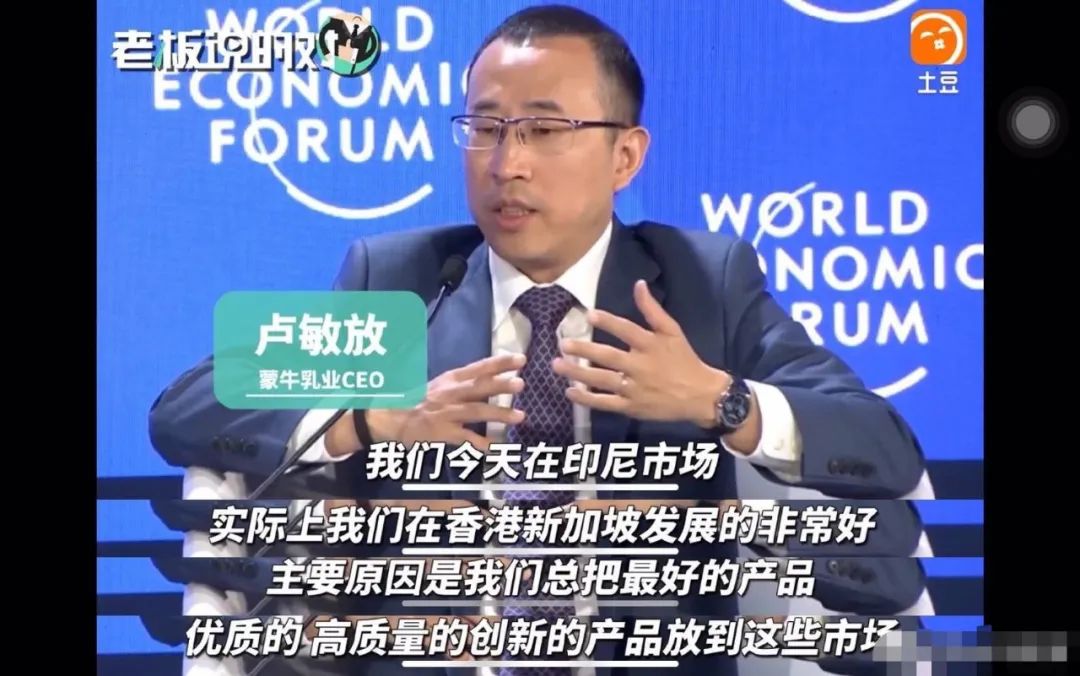 老板说的对
WORLD
ECONOMIC
FORUM
土豆
WORLD
ECONOMIC
FORUM
卢敏放
蒙牛乳业CEO
我们今天在印尼市场
实际上我们在香港新加坡发展的非常好
主要原因是我们总把最好的产品
优质的 高质量的创新的产品放到这些市场